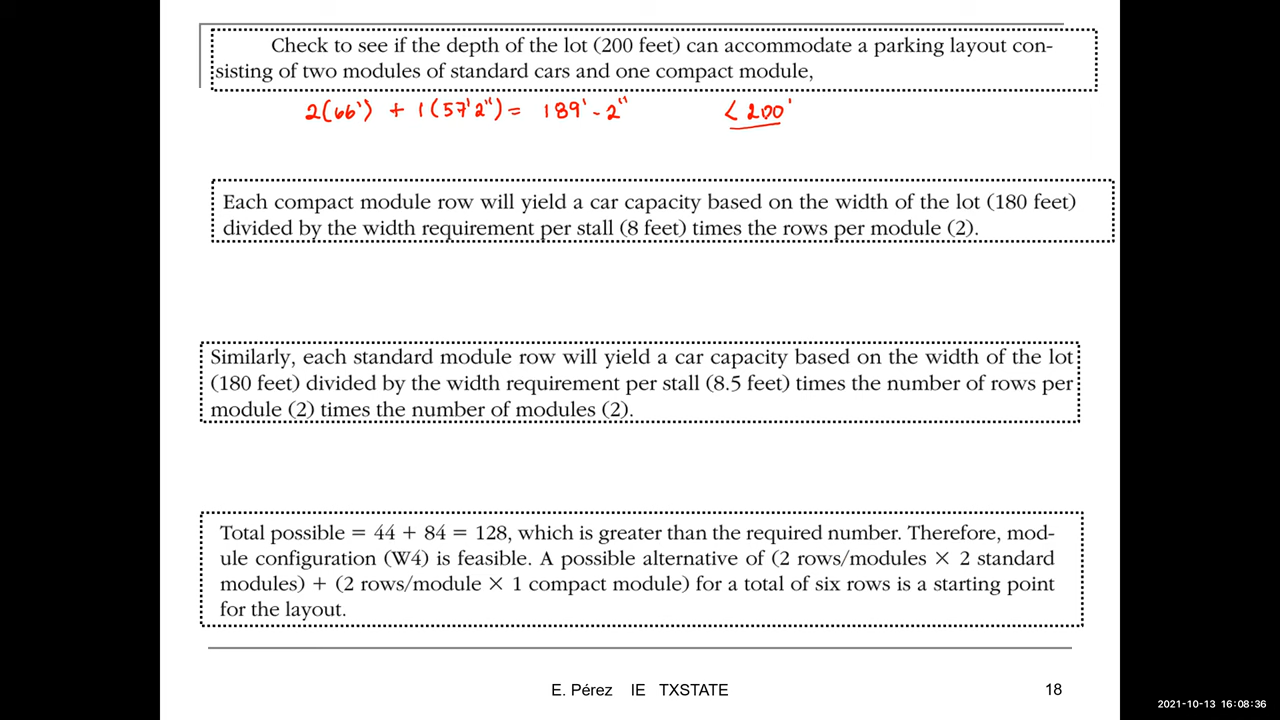 Check to see if the depth of the lot (200 feet) can accommodate a parking layout con-
sisting of two modules of standard cars and one compact module,
2(66') + 1(57'2") = 189'-2" < 200'
Each compact module row will yield a car capacity based on the width of the lot (180 feet)
divided by the width requirement per stall (8 feet) times the rows per module (2).
Similarly, each standard module row will yield a car capacity based on the width of the lot
(180 feet) divided by the width requirement per stall (8.5 feet) times the number of rows per
module (2) times the number of modules (2).
Total possible = 44 + 84 = 128, which is greater than the required number. Therefore, mod-
ule configuration (W4) is feasible. A possible alternative of (2 rows/modules × 2 standard
modules) + (2 rows/module × 1 compact module) for a total of six rows is a starting point
for the layout.
E. Pérez IE TXSTATE 18
2021-10-13 16:08:36